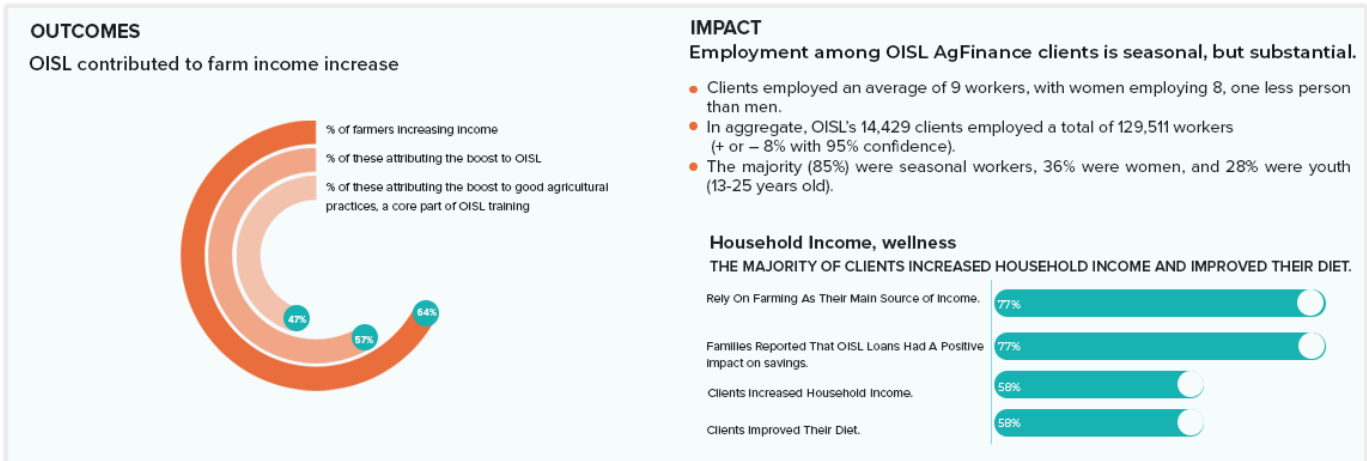 OUTCOMES
OISL contributed to farm income increase
% of farmers increasing income
% of these attributing the boost to OISL
% of these attributing the boost to good agricultural
practices, a core part of OISL training
47%
57%
64%
IMPACT
Employment among OISL AgFinance clients is seasonal, but substantial.
Clients employed an average of 9 workers, with women employing 8, one less person
than men.
In aggregate, OISL's 14,429 clients employed a total of 129,511 workers
(+ or – 8% with 95% confidence).
The majority (85%) were seasonal workers, 36% were women, and 28% were youth
(13-25 years old).
Household Income, wellness
THE MAJORITY OF CLIENTS INCREASED HOUSEHOLD INCOME AND IMPROVED THEIR DIET.
Rely On Farming As Their Main Source of Income.
77%
Families Reported That OISL Loans Had A Positive
impact on savings.
77%
Clients Increased Household Income.
58%
Clients Improved Their Diet.
58%